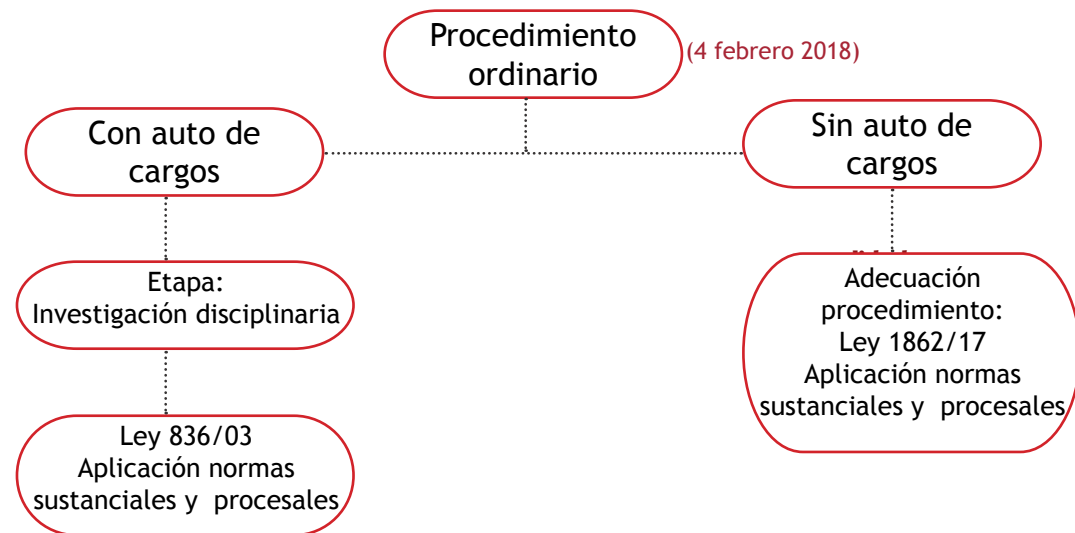 Procedimiento
ordinario
(4 febrero 2018)
Con auto de
cargos
Sin auto de
cargos
Etapa:
Investigación disciplinaria
Adecuación
procedimiento:
Ley 1862/17
Aplicación normas
sustanciales y procesales
Ley 836/03
Aplicación normas
sustanciales y procesales